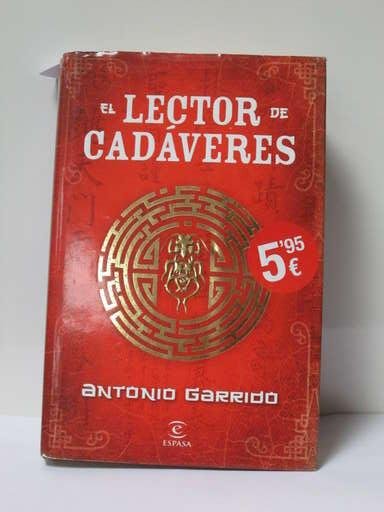 EL LECTOR DE
CADÁVERES
5'95
€
ANTONIO GARRIDO
e
ESPASA